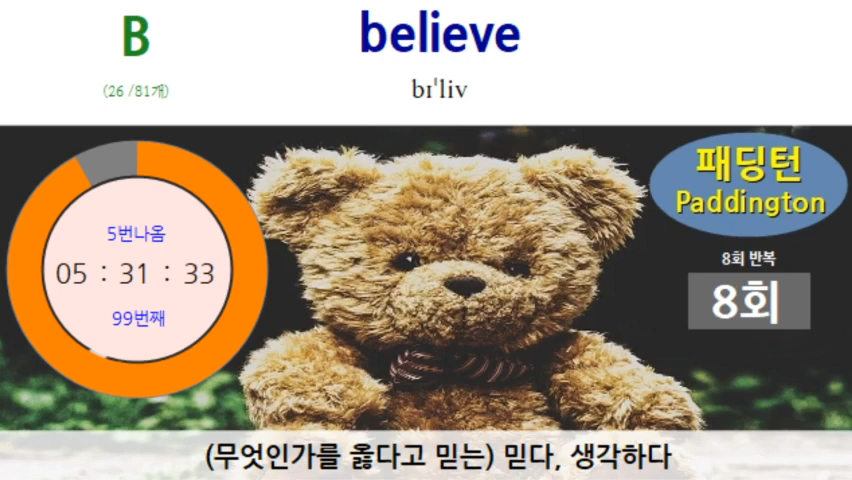 B
(26 /81개)
believe
bɪˈliv
패딩턴
Paddington
5번나옴
05 : 31 : 33
99번째
8회 반복
8회
(무엇인가를 옳다고 믿는) 믿다, 생각하다